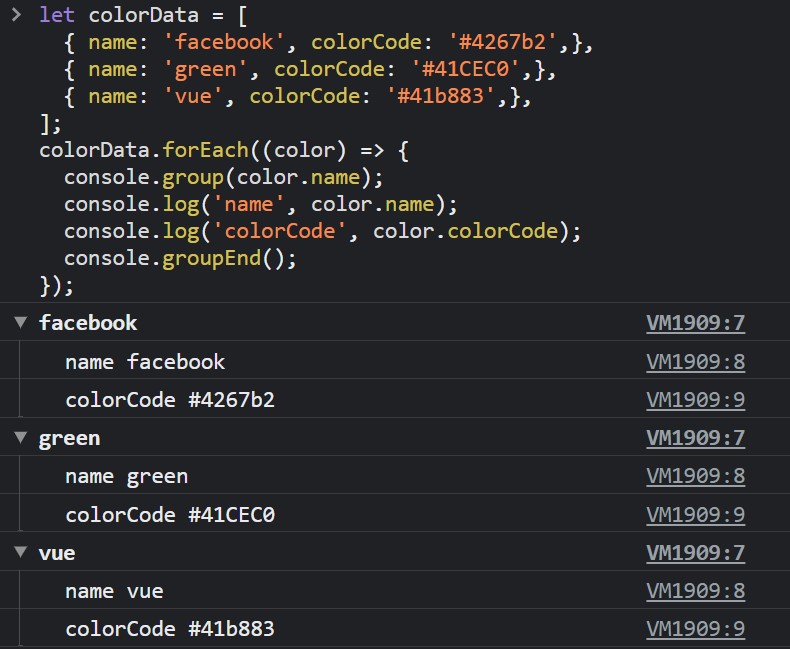 > let colorData = [
{ name: 'facebook', colorCode: '#4267b2',},
{ name: 'green', colorCode: '#41CEC0',},
{ name: 'vue', colorCode: '#41b883',},
];
colorData.forEach((color) => {
console.group(color.name);
console.log('name', color.name);
console.log('colorCode', color.colorCode);
console.groupEnd();
});
▼ facebook VM1909:7
name facebook VM1909:8
colorCode #4267b2 VM1909:9
▼ green VM1909:7
name green VM1909:8
colorCode #41CEC0 VM1909:9
▼ vue VM1909:7
name vue VM1909:8
colorCode #41b883 VM1909:9